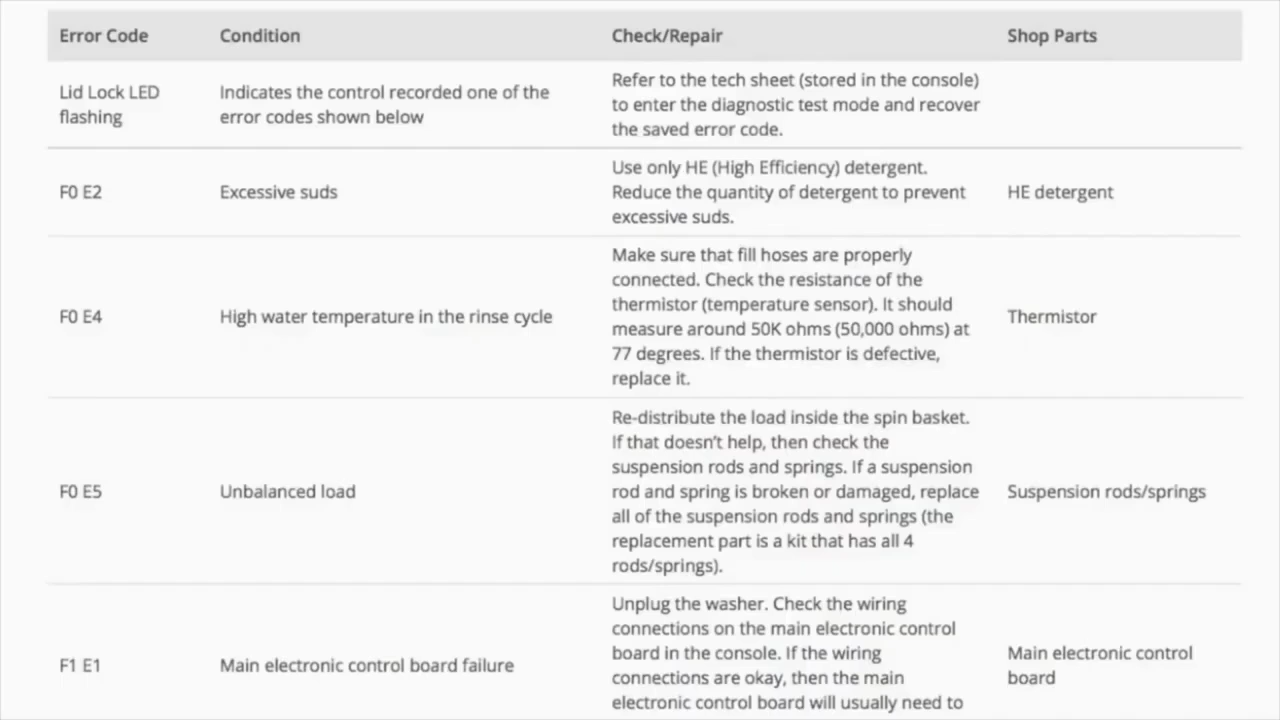 Error Code Condition Check/Repair Shop Parts
Lid Lock LED
flashing
Indicates the control recorded one of the
error codes shown below
Refer to the tech sheet (stored in the console)
to enter the diagnostic test mode and recover
the saved error code.
F0 E2
Excessive suds
Use only HE (High Efficiency) detergent.
Reduce the quantity of detergent to prevent
excessive suds.
HE detergent
F0 E4
High water temperature in the rinse cycle
Make sure that fill hoses are properly
connected. Check the resistance of the
thermistor (temperature sensor). It should
measure around 50K ohms (50,000 ohms) at
77 degrees. If the thermistor is defective,
replace it.
Thermistor
F0 E5
Unbalanced load
Re-distribute the load inside the spin basket.
If that doesn't help, then check the
suspension rods and springs. If a suspension
rod and spring is broken or damaged, replace
all of the suspension rods and springs (the
replacement part is a kit that has all 4
rods/springs).
Suspension rods/springs
F1 E1
Main electronic control board failure
Unplug the washer. Check the wiring
connections on the main electronic control
board in the console. If the wiring
connections are okay, then the main
electronic control board will usually need to
Main electronic control
board